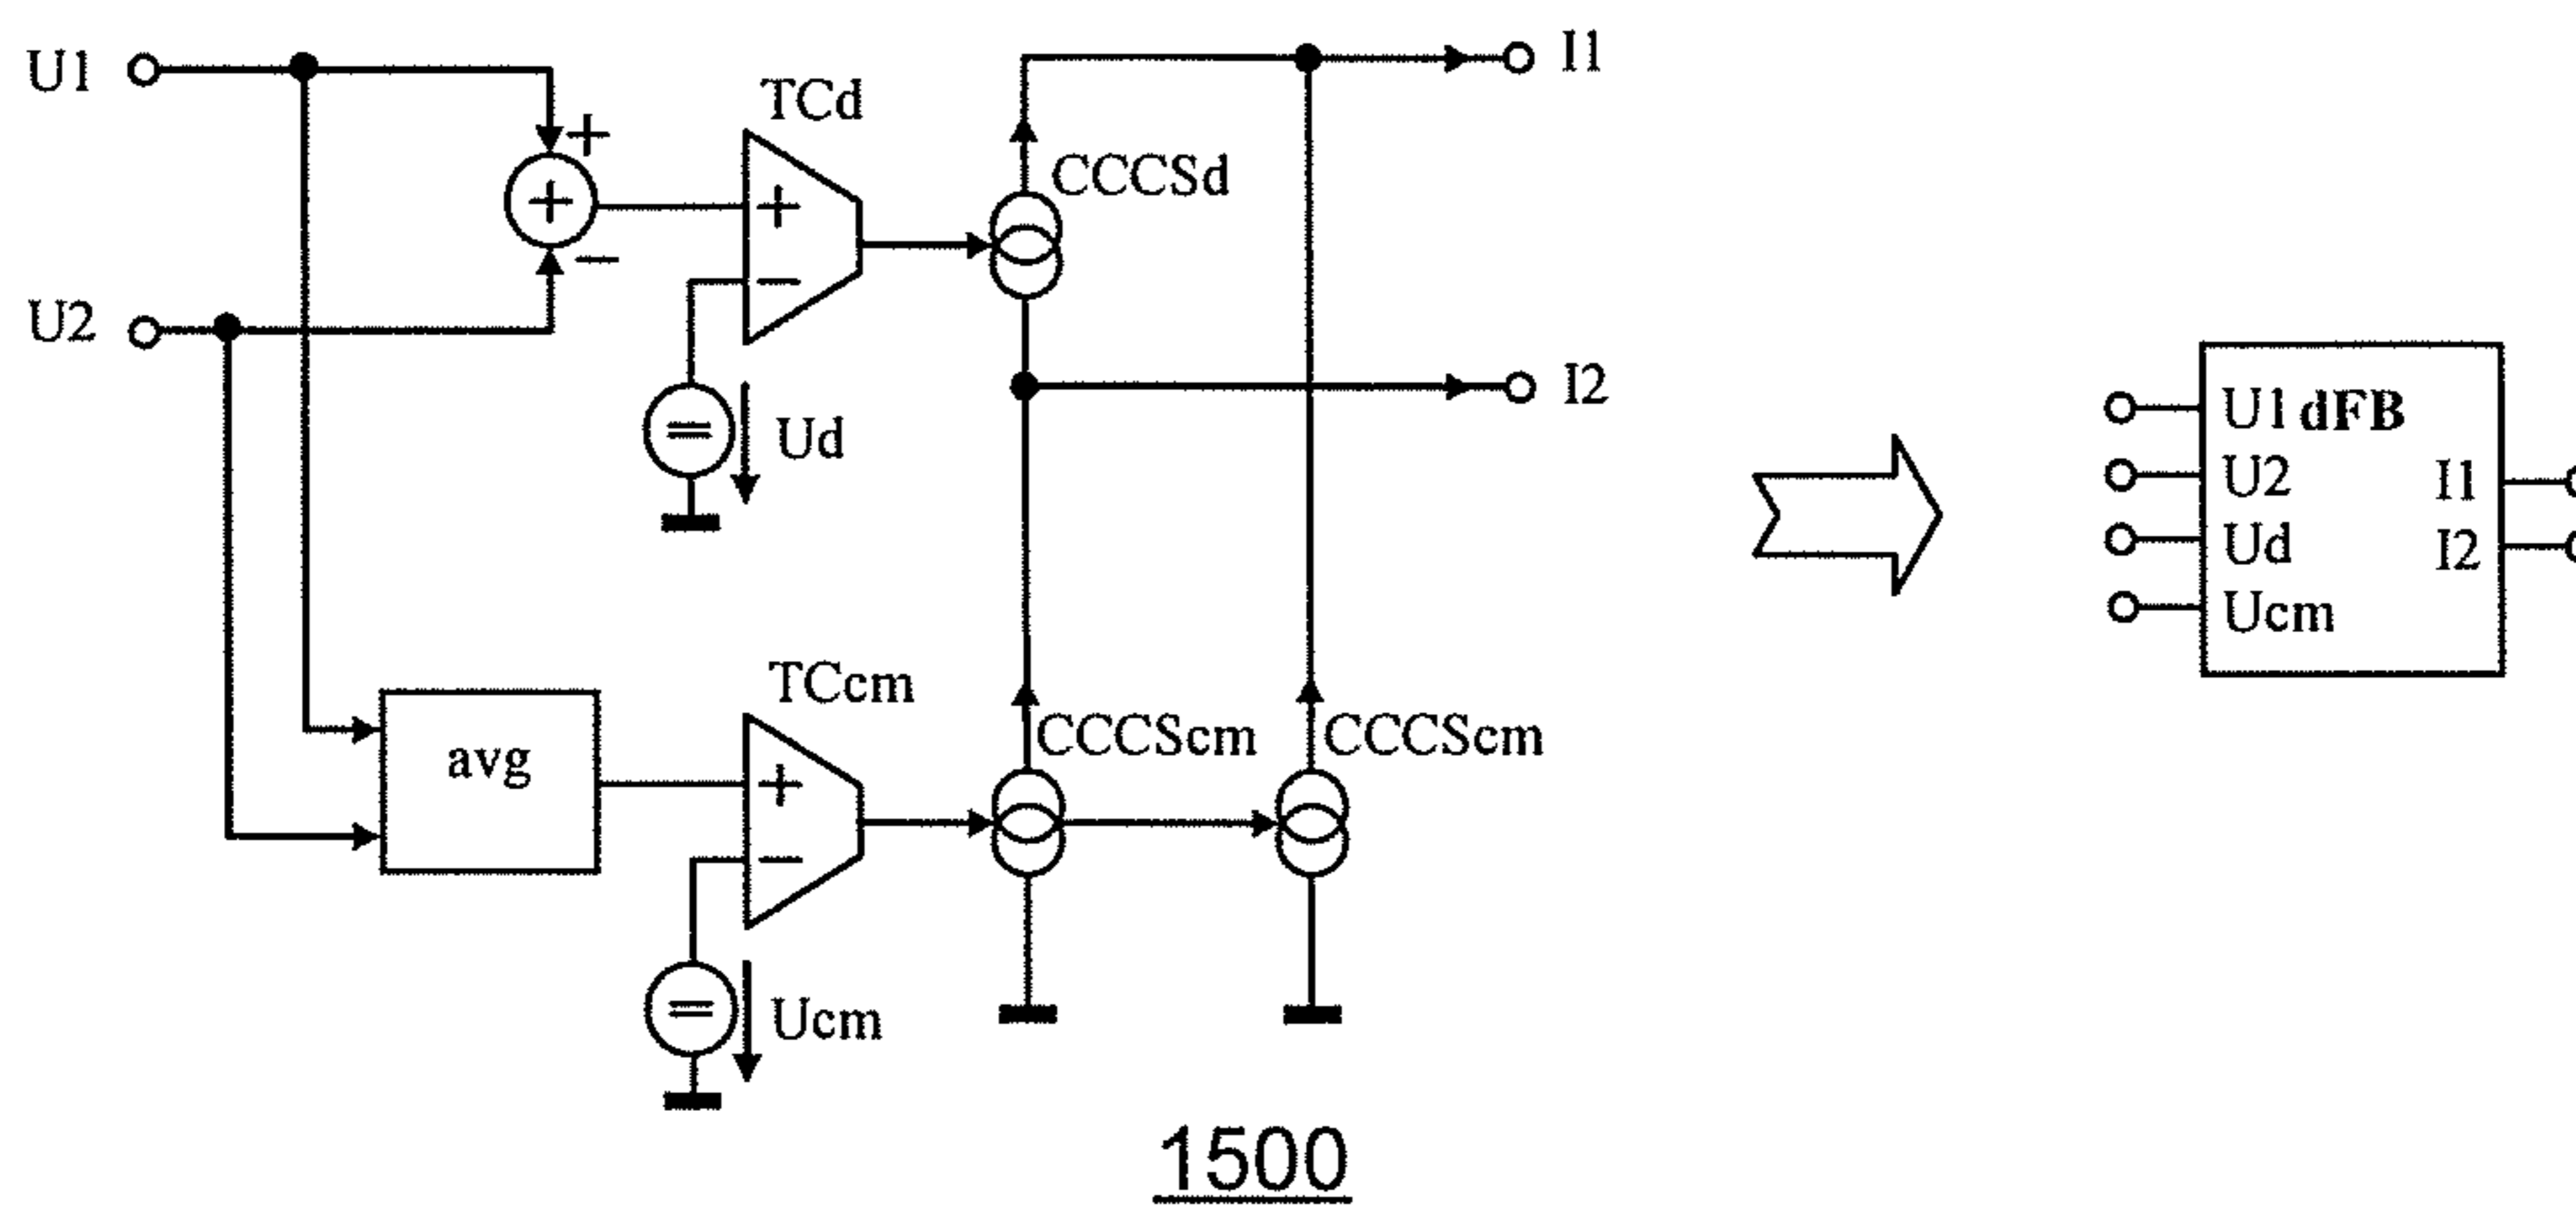 U1
I1
TCd
+
CCCSd
+
+
−
−
U2
Ud
I2
U1 dFB
U2
I1
Ud
I2
Ucm
TCcm
CCCScm
CCCScm
avg
+
−
Ucm
1500